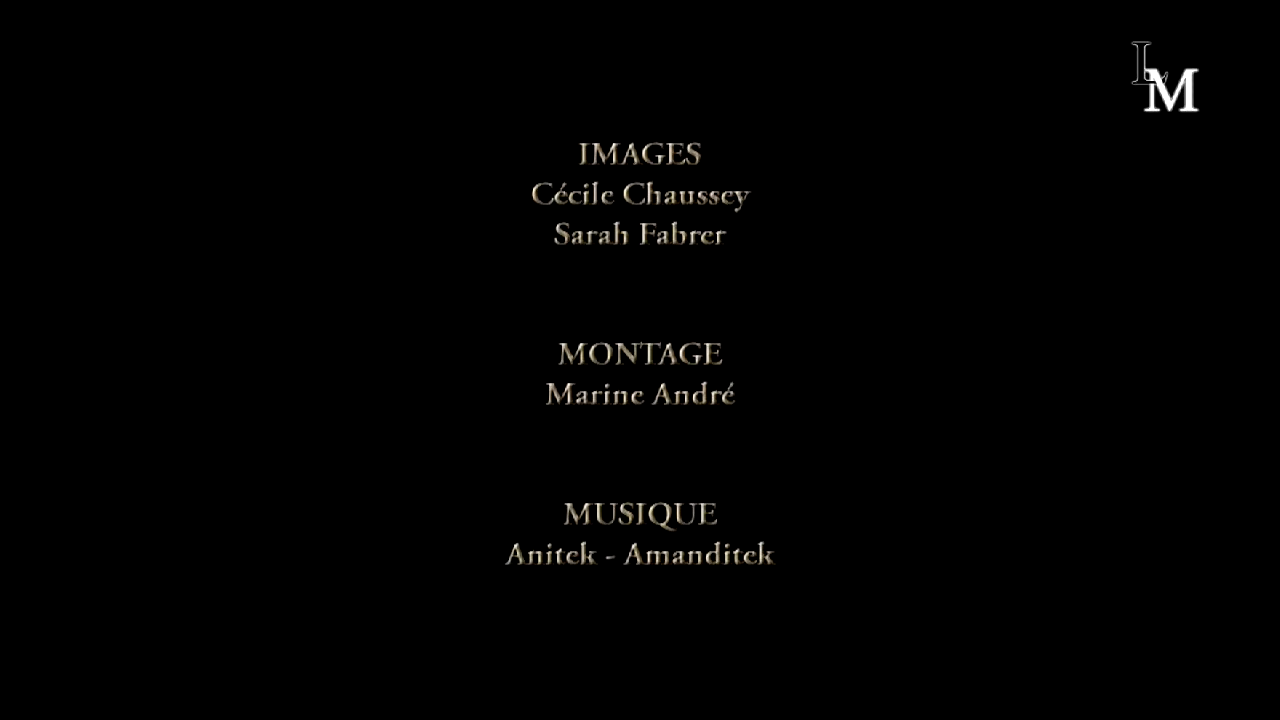 LM
IMAGES
Cécile Chaussey
Sarah Fabrer
MONTAGE
Marine André
MUSIQUE
Anitek - Amanditek